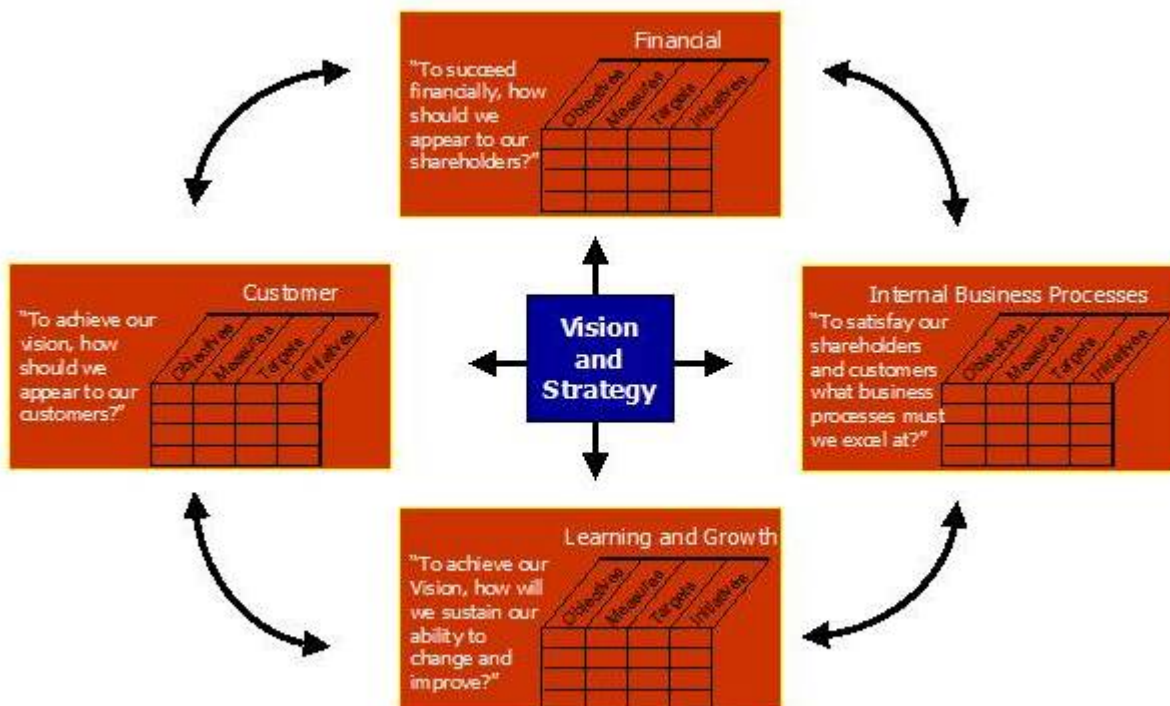 Financial
“To succeed
financially, how
should we
appear to our
shareholders?”
Objectives
Measures
Targets
Initiatives
Customer
“To achieve our
vision, how
should we
appear to our
customers?”
Objectives
Measures
Targets
Initiatives
Vision
and
Strategy
Internal Business Processes
“To satisfay our
shareholders
and customers
what business
processes must
we excel at?”
Objectives
Measures
Targets
Initiatives
Learning and Growth
“To achieve our
Vision, how will
we sustain our
ability to
change and
improve?”
Objectives
Measures
Targets
Initiatives